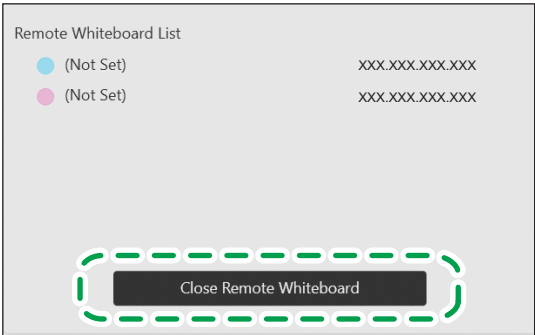 Remote Whiteboard List
(Not Set) XXX.XXX.XXX.XXX
(Not Set) XXX.XXX.XXX.XXX
Close Remote Whiteboard